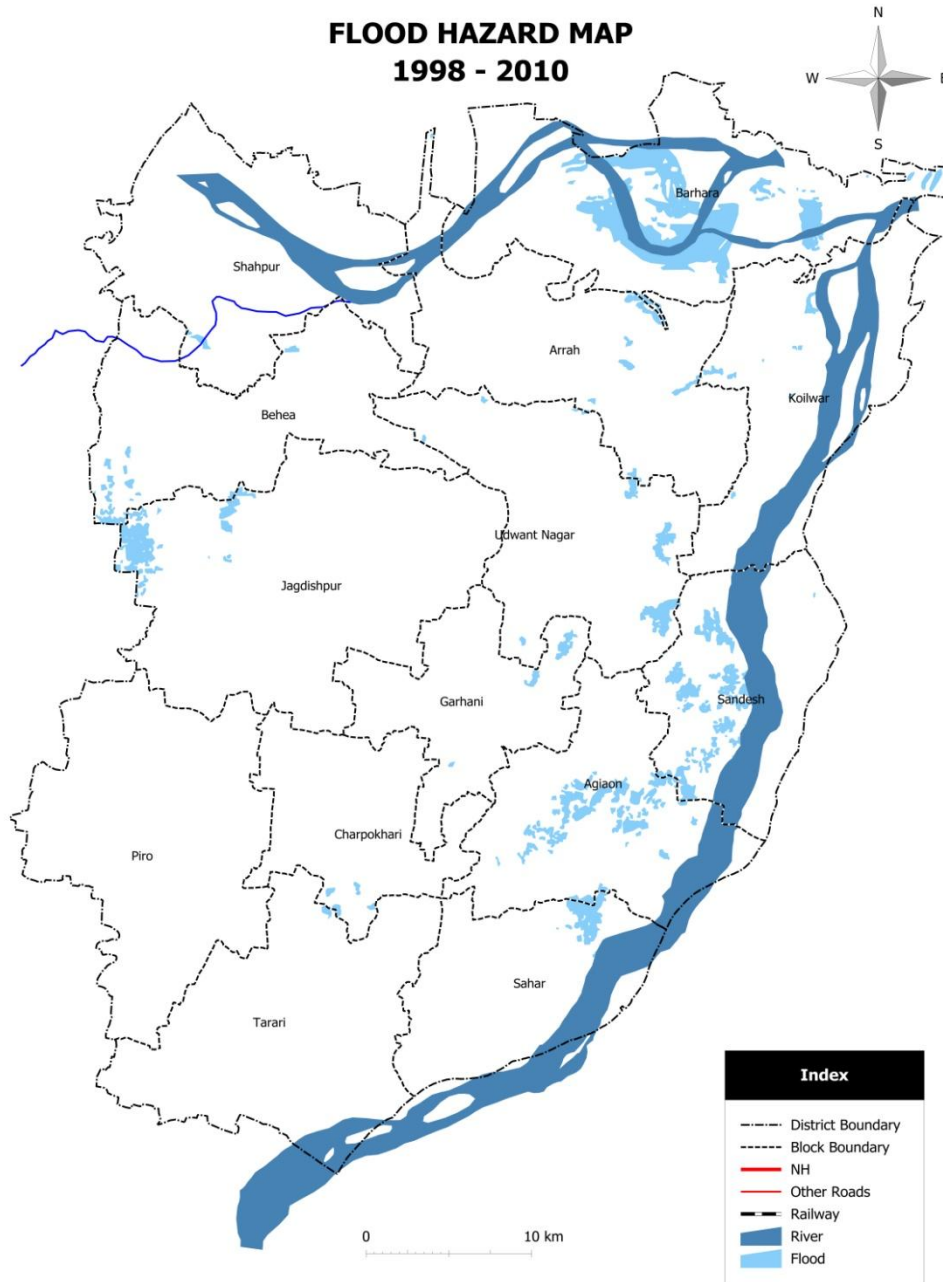 FLOOD HAZARD MAP
1998 - 2010
N
W
E
S
Barhara
Shahpur
Arrah
Koilwar
Behea
Udwant Nagar
Jagdishpur
Garhani
Sandesh
Agiaon
Charpokhari
Piro
Sahar
Tarari
Index
District Boundary
Block Boundary
NH
Other Roads
Railway
River
Flood
0 10 km